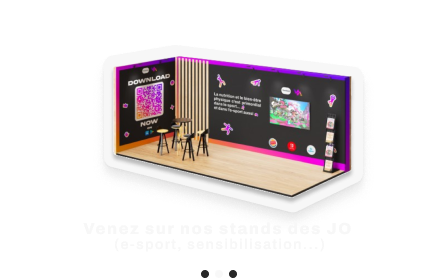 DOWNLOAD
NOW
La nutrition et le bien-être
physique c'est primordial
dans le sport...
et dans l'e-sport aussi
Venez sur nos stands des JO
(e-sport, sensibilisation...)